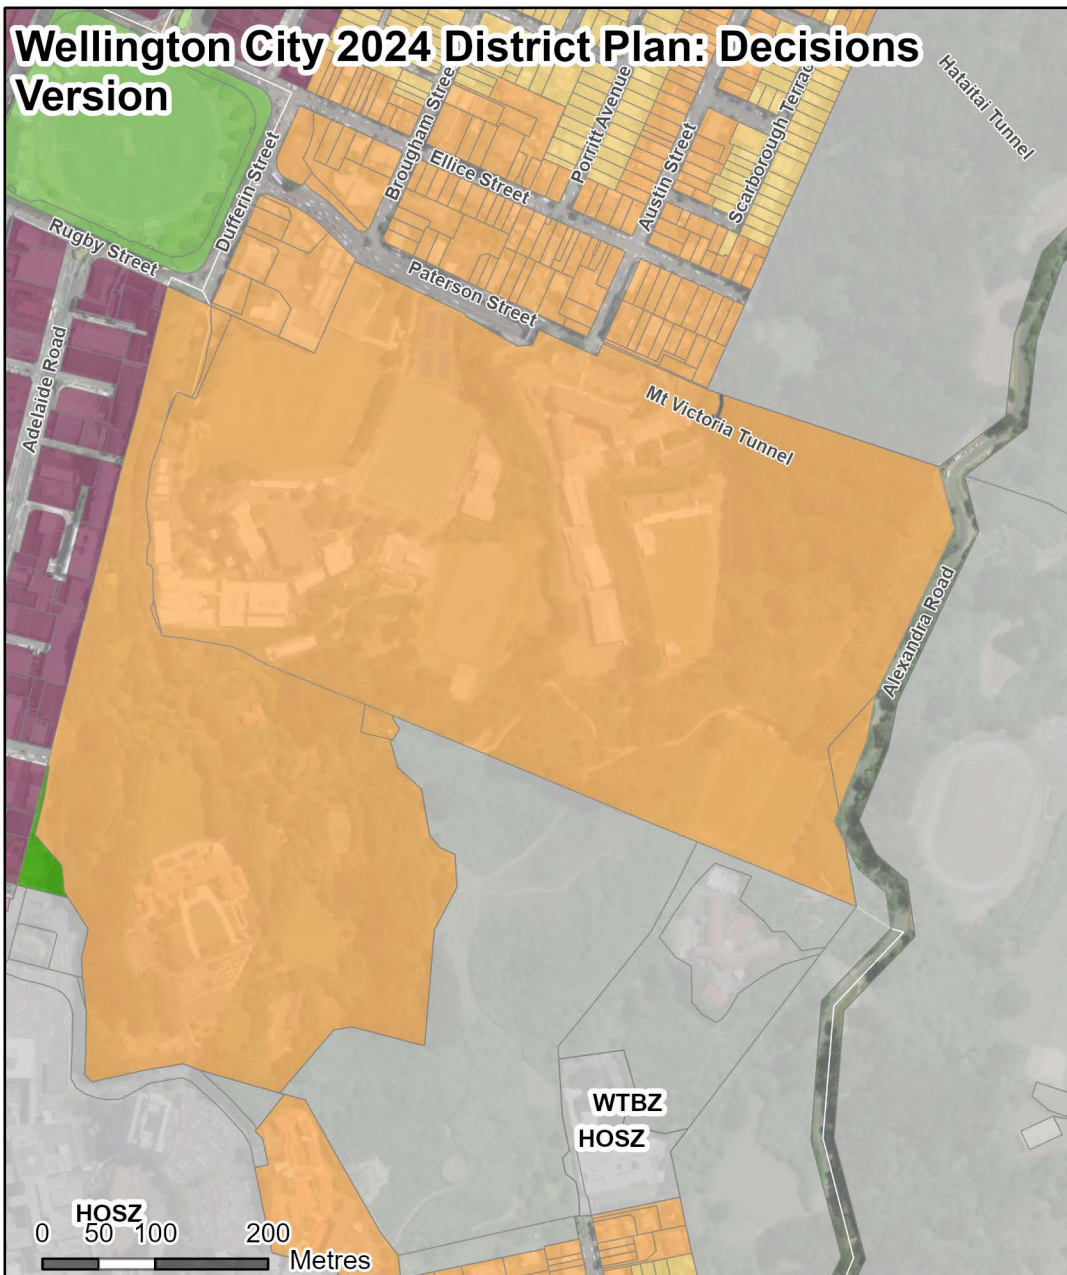 Wellington City 2024 District Plan: Decisions
Version
Hataitai Tunnel
Brougham Street
Porritt Avenue
Scarborough Terrac
Austin Street
Ellice Street
Dufferin Street
Rugby Street
Paterson Street
Adelaide Road
Mt Victoria Tunnel
Alexandra Road
WTBZ
HOSZ
HOSZ
0 50 100 200
Metres